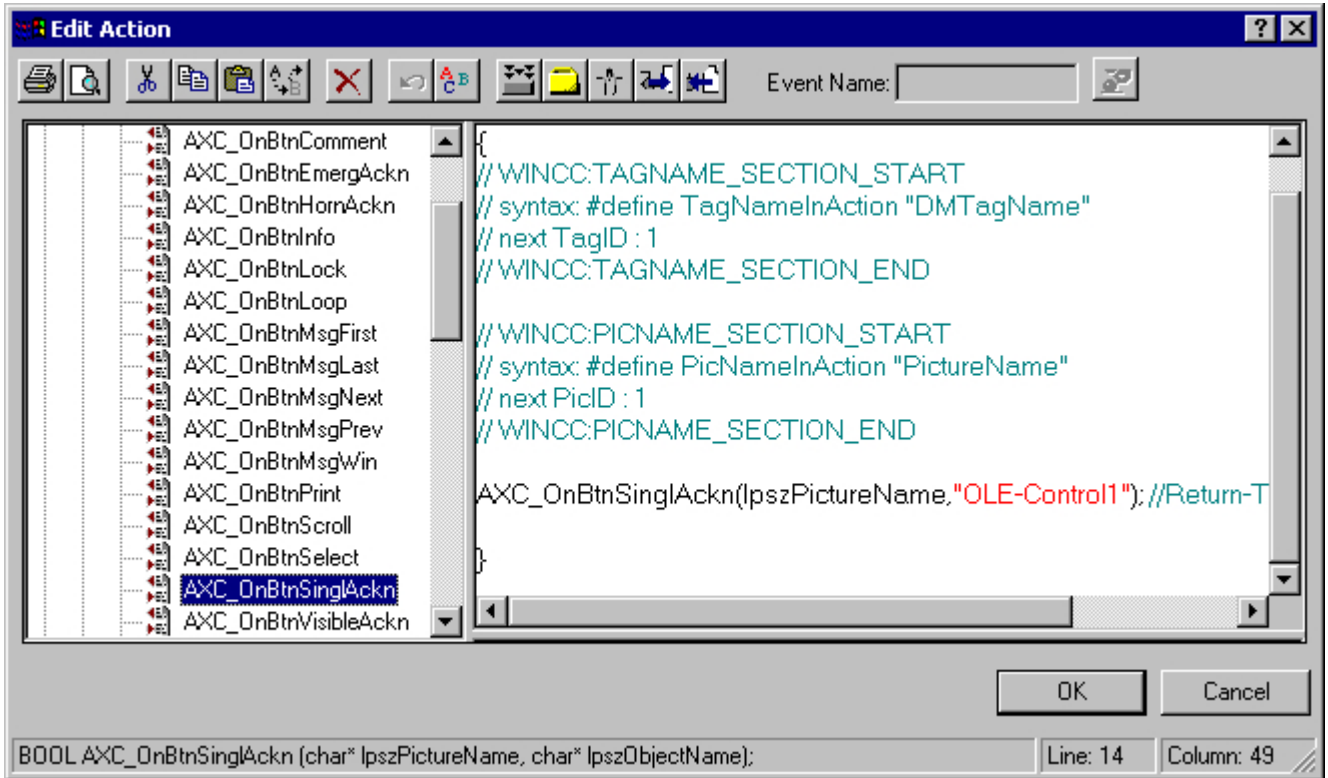 Edit Action
Event Name:
AXC_OnBtnComment
AXC_OnBtnEmergAckn
AXC_OnBtnHornAckn
AXC_OnBtnInfo
AXC_OnBtnLock
AXC_OnBtnLoop
AXC_OnBtnMsgFirst
AXC_OnBtnMsgLast
AXC_OnBtnMsgNext
AXC_OnBtnMsgPrev
AXC_OnBtnMsgWin
AXC_OnBtnPrint
AXC_OnBtnScroll
AXC_OnBtnSelect
AXC_OnBtnSinglAckn
AXC_OnBtnVisibleAckn
{
// WINCC:TAGNAME_SECTION_START
// syntax: #define TagNameInAction "DMTagName"
// next TagID : 1
// WINCC:TAGNAME_SECTION_END
// WINCC:PICNAME_SECTION_START
// syntax: #define PicNameInAction "PictureName"
// next PicID : 1
// WINCC:PICNAME_SECTION_END
AXC_OnBtnSinglAckn(lpszPictureName,"OLE-Control1"); //Return-T
}
OK Cancel
BOOL AXC_OnBtnSinglAckn (char* lpszPictureName, char* lpszObjectName); Line: 14 Column: 49